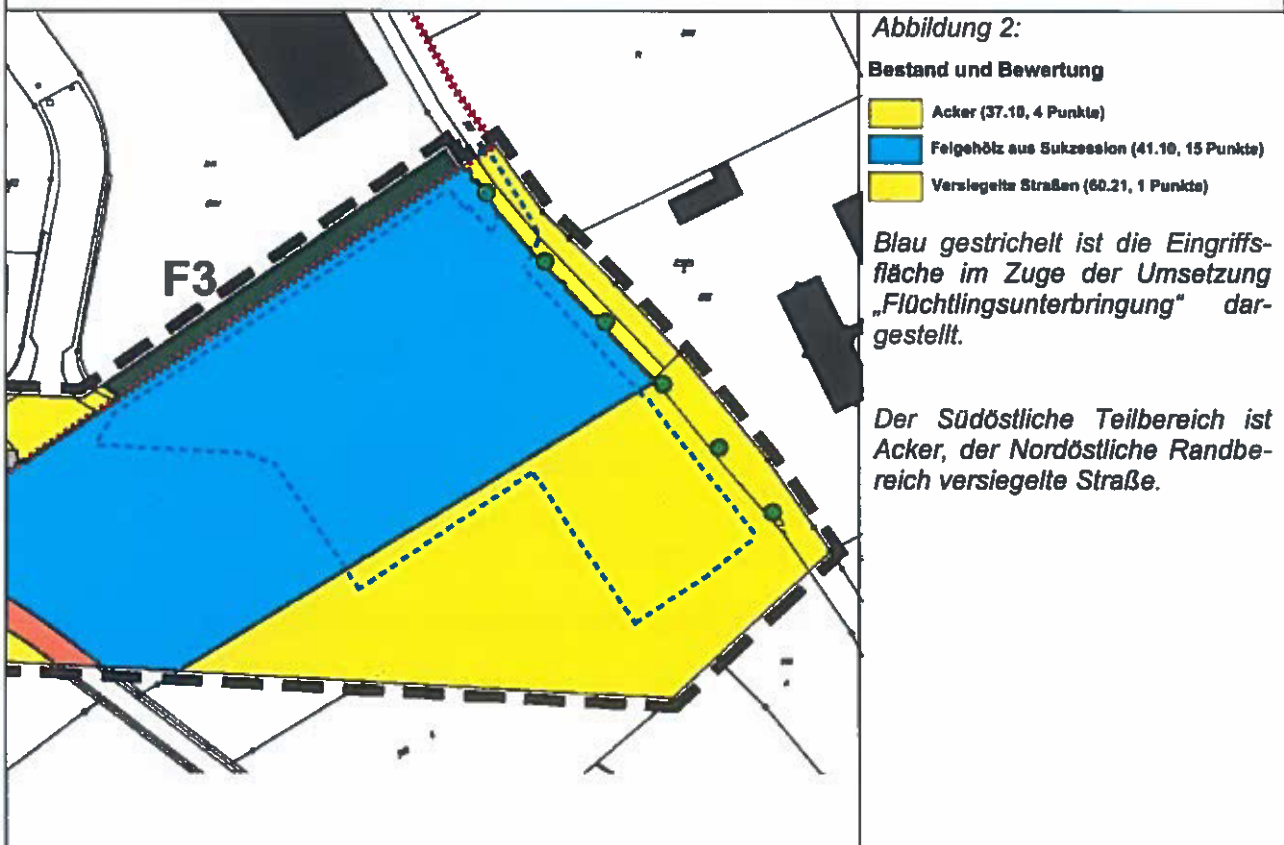 Abbildung 2:
Bestand und Bewertung
Acker (37.10, 4 Punkte)
Felgehölz aus Sukzession (41.10, 15 Punkte)
Versiegelte Straßen (60.21, 1 Punkte)
Blau gestrichelt ist die Eingriffs-
fläche im Zuge der Umsetzung
„Flüchtlingsunterbringung“ dar-
gestellt.
Der Südöstliche Teilbereich ist
Acker, der Nordöstliche Randbe-
reich versiegelte Straße.
F3